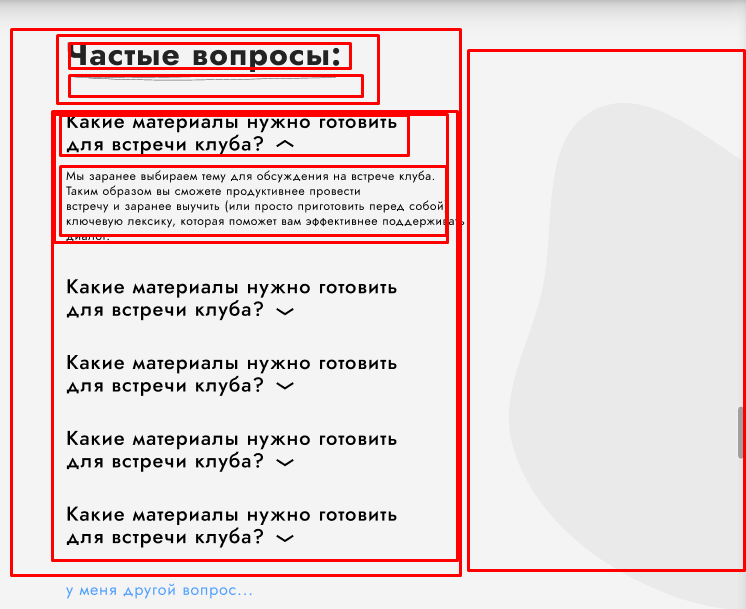 Частые вопросы:
Какие материалы нужно готовить
для встречи клуба?
Мы заранее выбираем тему для обсуждения на встрече клуба.
Таким образом вы сможете продуктивнее провести
встречу и заранее выучить (или просто приготовить перед собой
ключевую лексику, которая поможет вам эффективнее поддерживать
диалог.
Какие материалы нужно готовить
для встречи клуба?
Какие материалы нужно готовить
для встречи клуба?
Какие материалы нужно готовить
для встречи клуба?
Какие материалы нужно готовить
для встречи клуба?
у меня другой вопрос...